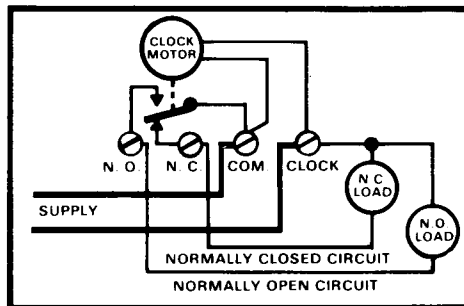 CLOCK
MOTOR
N. O. N. C. COM. CLOCK
N.C.
LOAD
N.O.
LOAD
SUPPLY
NORMALLY CLOSED CIRCUIT
NORMALLY OPEN CIRCUIT